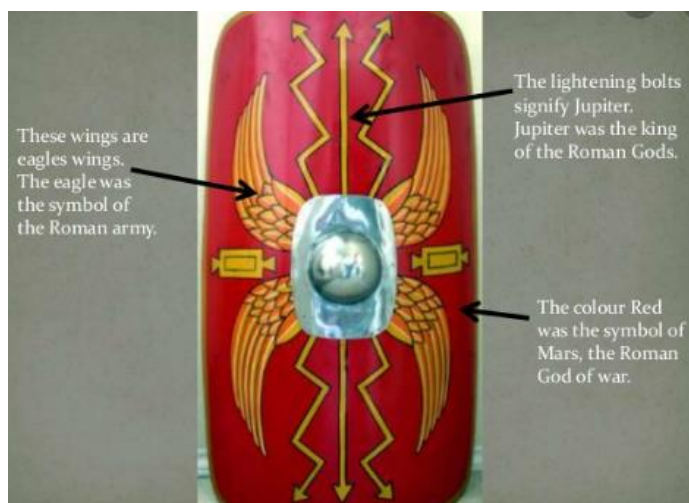 These wings are
eagles wings.
The eagle was
the symbol of
the Roman army.
The lightening bolts
signify Jupiter.
Jupiter was the king
of the Roman Gods.
The colour Red
was the symbol of
Mars, the Roman
God of war.